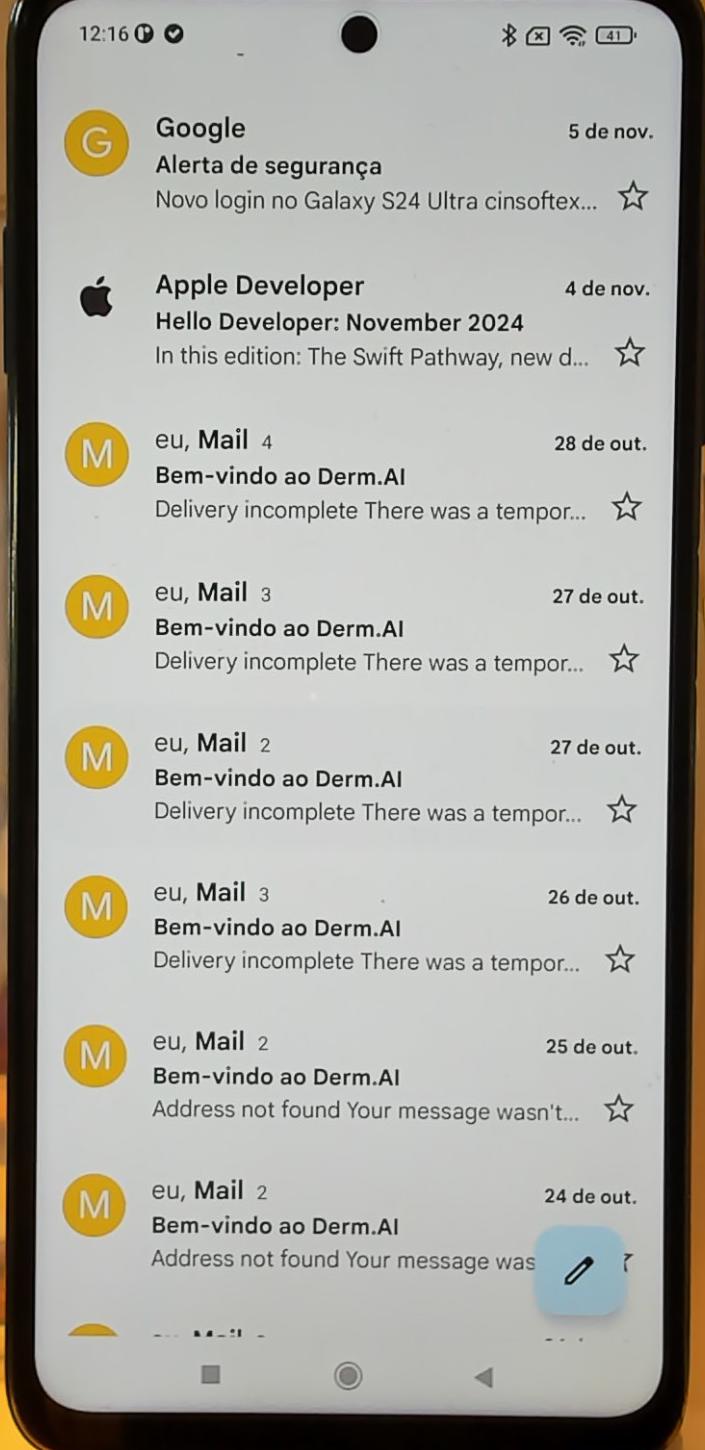 12:16
41
G
Google
5 de nov.
Alerta de segurança
Novo login no Galaxy S24 Ultra cinsoftex...
Apple Developer
4 de nov.
Hello Developer: November 2024
In this edition: The Swift Pathway, new d...
M
eu, Mail 4
28 de out.
Bem-vindo ao Derm.AI
Delivery incomplete There was a tempor...
M
eu, Mail 3
27 de out.
Bem-vindo ao Derm.AI
Delivery incomplete There was a tempor...
M
eu, Mail 2
27 de out.
Bem-vindo ao Derm.AI
Delivery incomplete There was a tempor...
M
eu, Mail 3
26 de out.
Bem-vindo ao Derm.AI
Delivery incomplete There was a tempor...
M
eu, Mail 2
25 de out.
Bem-vindo ao Derm.AI
Address not found Your message wasn't...
M
eu, Mail 2
24 de out.
Bem-vindo ao Derm.AI
Address not found Your message was